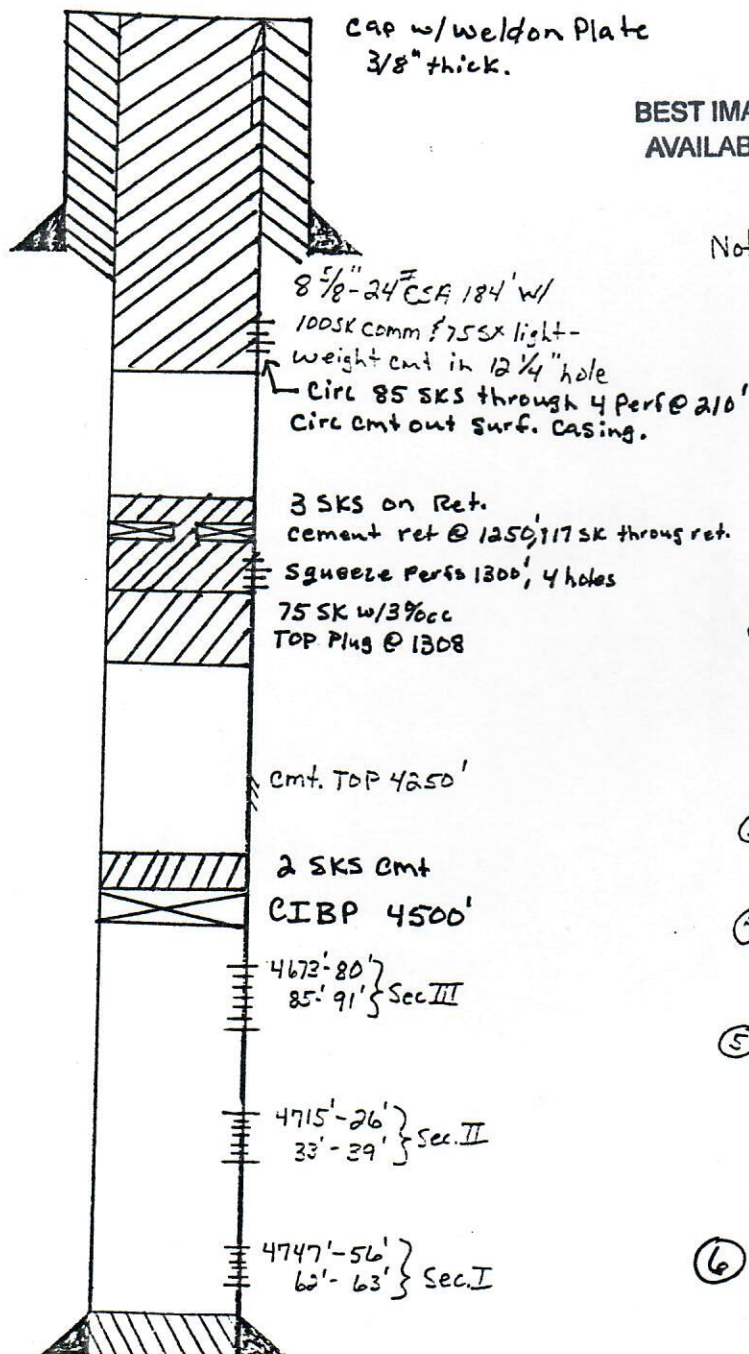 cap w/weldon Plate
3/8" thick.
BEST IMA
AVAILAB
Not
8 5/8"-24# CSA 184' w/
100SK comm & 75Sx light-
weight cmt in 12 1/4" hole
Circ 85 SKS through 4 Perf @ 210'
Circ cmt out surf. casing.
3 SKS on Ret.
cement ret @ 1250', 117 SK throug ret.
Squeeze Perfs 1300', 4 holes
75 SK w/3%cc
TOP Plug @ 1308
cmt. TOP 4250'
2 SKS cmt
CIBP 4500'
4673'-80'
85'-91' } Sec III
5
4715'-26'
33'-39' } Sec. II
4747'-56'
62'-63' } Sec. I
6